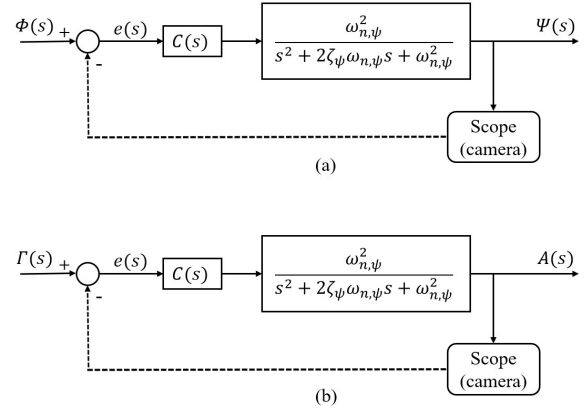 Φ(s) + e(s) C(s) ω²ₙ,ψ Ψ(s)
s² + 2ζψωₙ,ψs + ω²ₙ,ψ
-
Scope
(camera)
(a)
Γ(s) + e(s) C(s) ω²ₙ,ψ A(s)
s² + 2ζψωₙ,ψs + ω²ₙ,ψ
-
Scope
(camera)
(b)